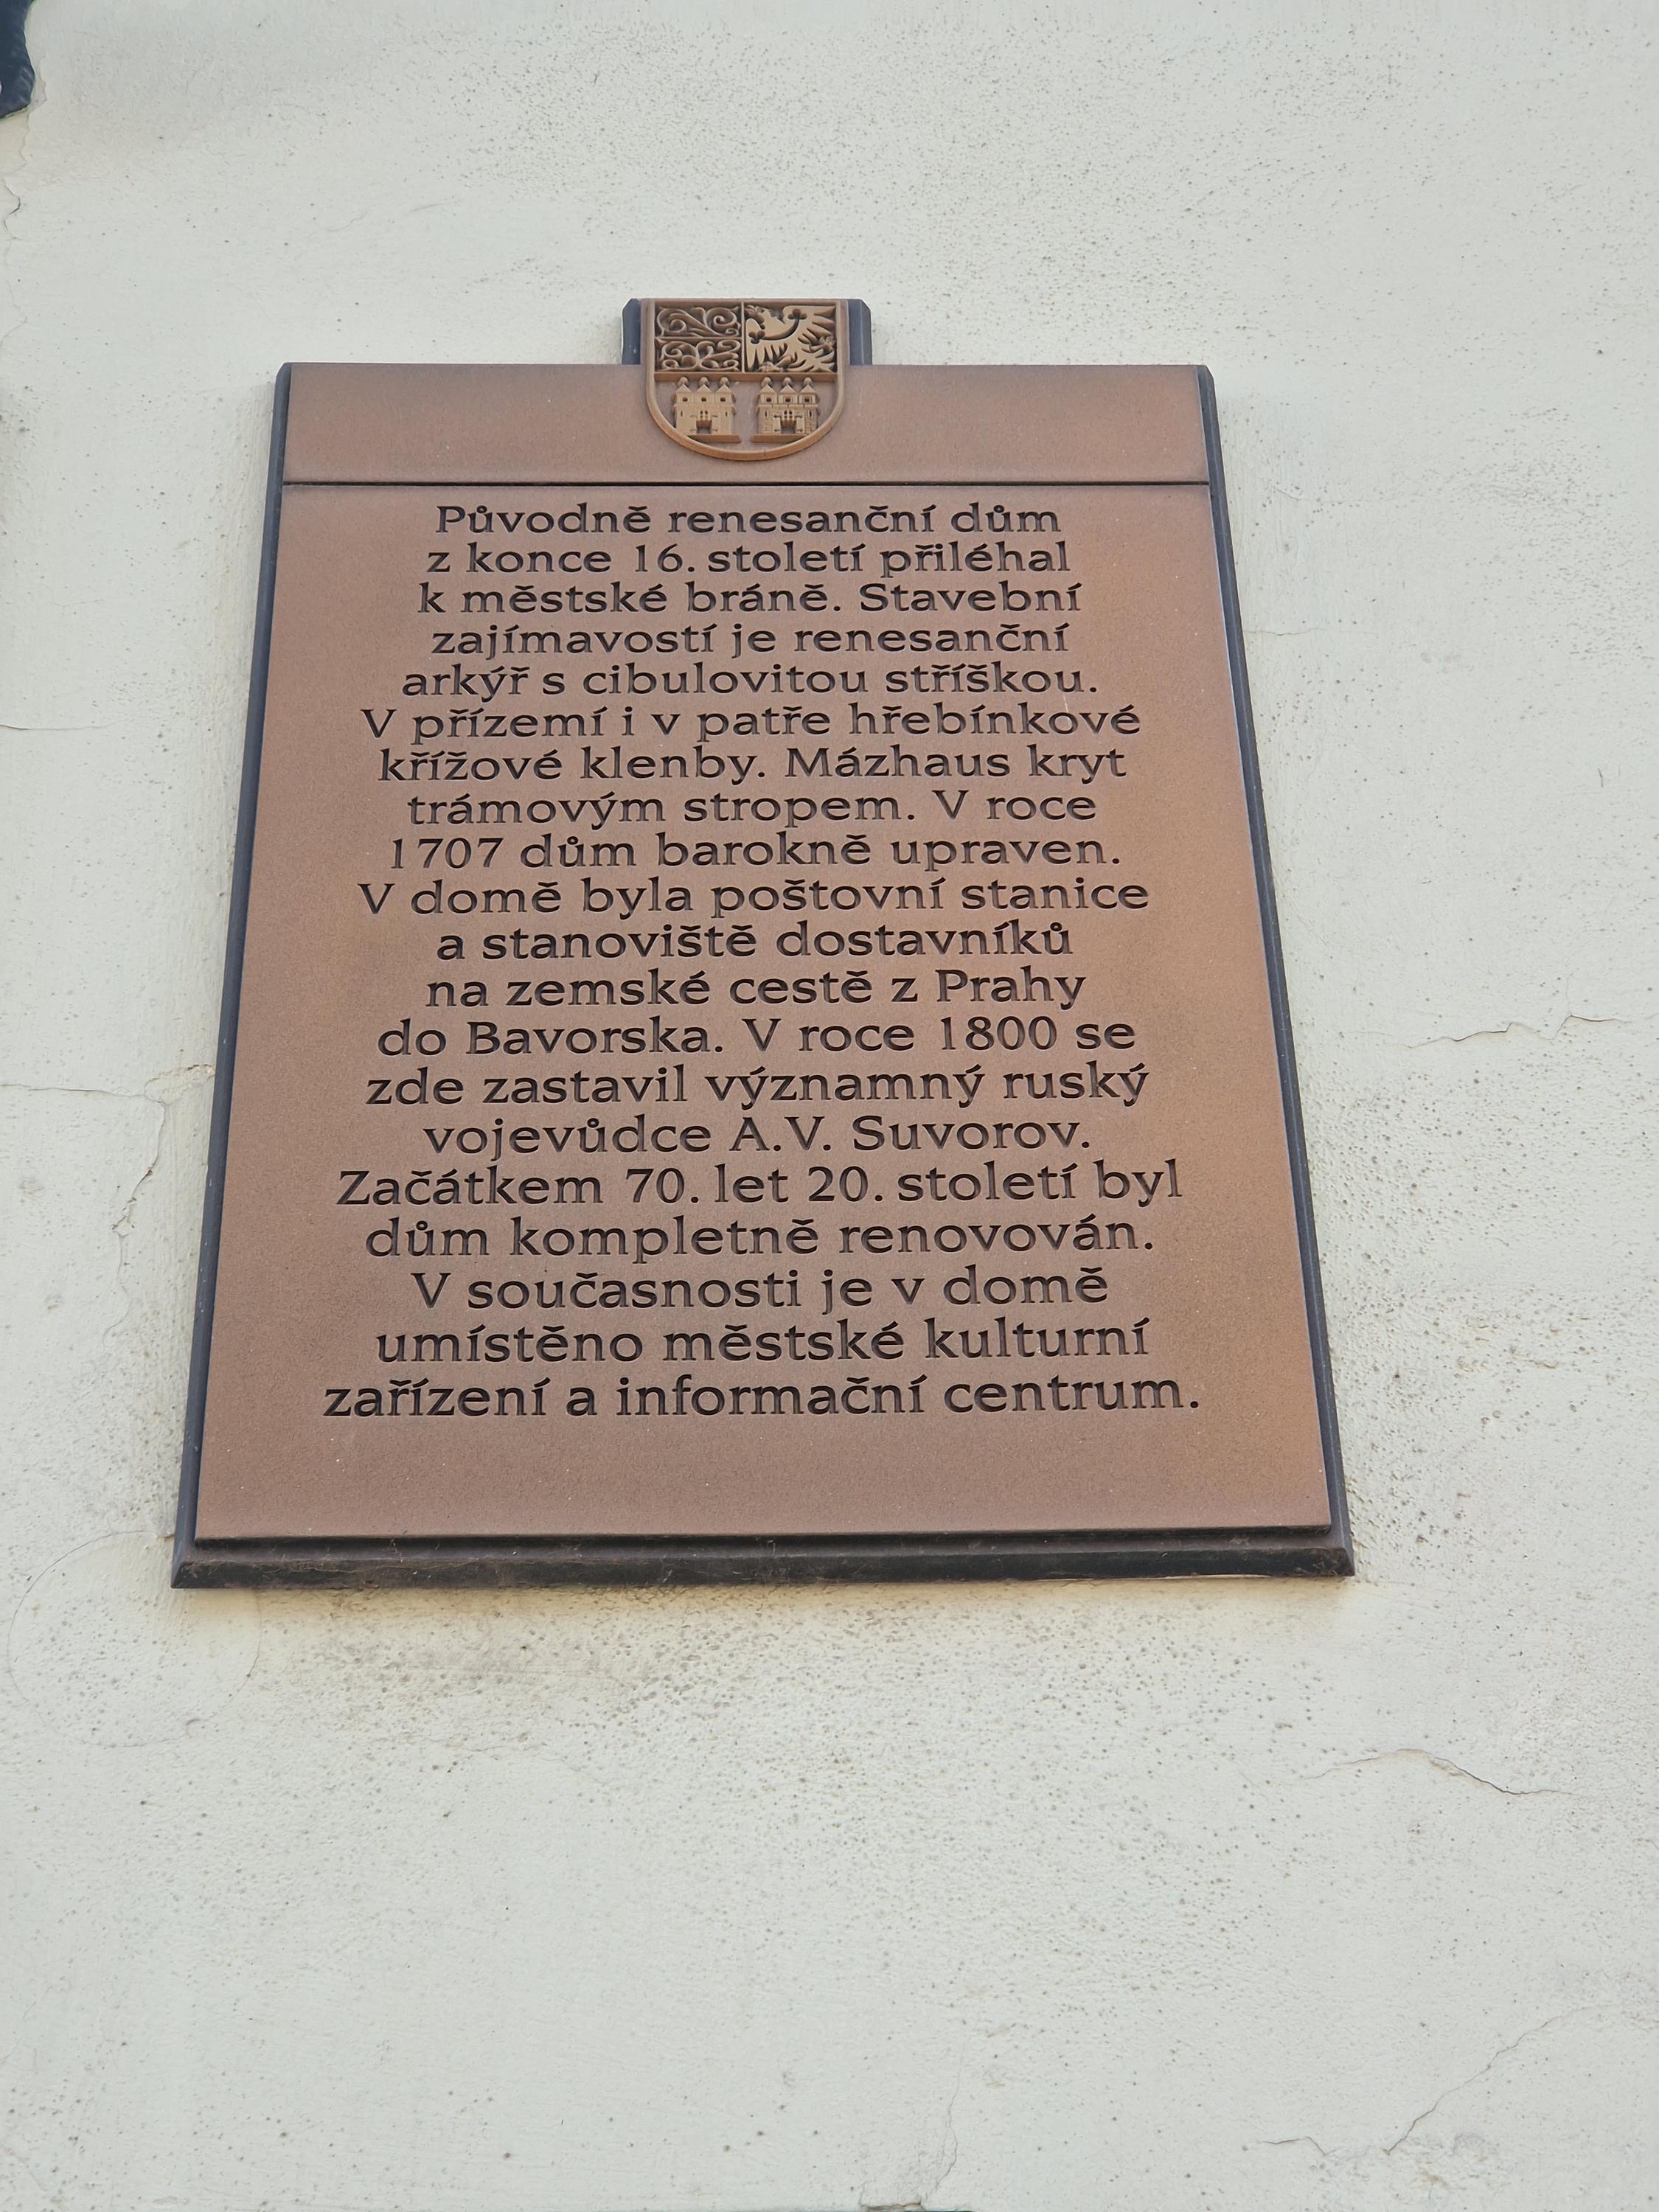 Původně renesanční dům
z konce 16. století přiléhal
k městské bráně. Stavební
zajímavostí je renesanční
arkýř s cibulovitou stříškou.
V přízemí i v patře hřebínkové
křížové klenby. Mázhaus kryt
trámovým stropem. V roce
1707 dům barokně upraven.
V domě byla poštovní stanice
a stanoviště dostavníků
na zemské cestě z Prahy
do Bavorska. V roce 1800 se
zde zastavil významný ruský
vojevůdce A.V. Suvorov.
Začátkem 70. let 20. století byl
dům kompletně renovován.
V současnosti je v domě
umístěno městské kulturní
zařízení a informační centrum.